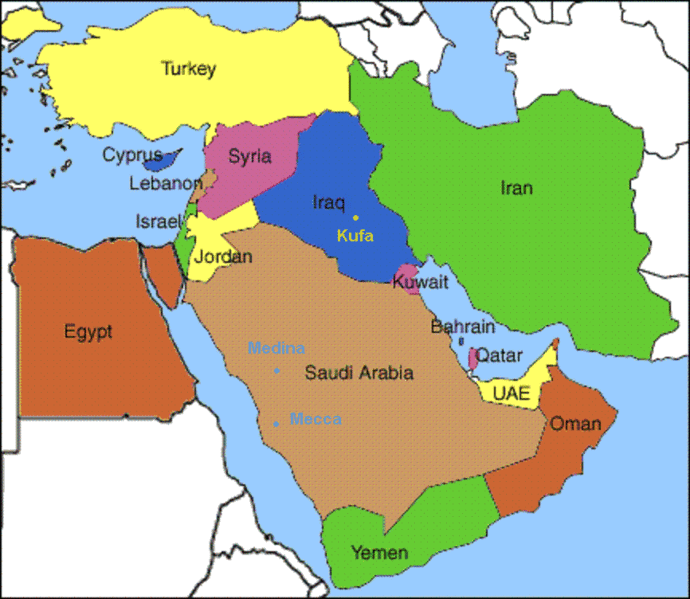 Turkey
Cyprus
Syria
Lebanon
Iraq
Iran
Israel
Kufa
Jordan
Kuwait
Egypt
Bahrain
Medina
Qatar
Saudi Arabia
UAE
Mecca
Oman
Yemen